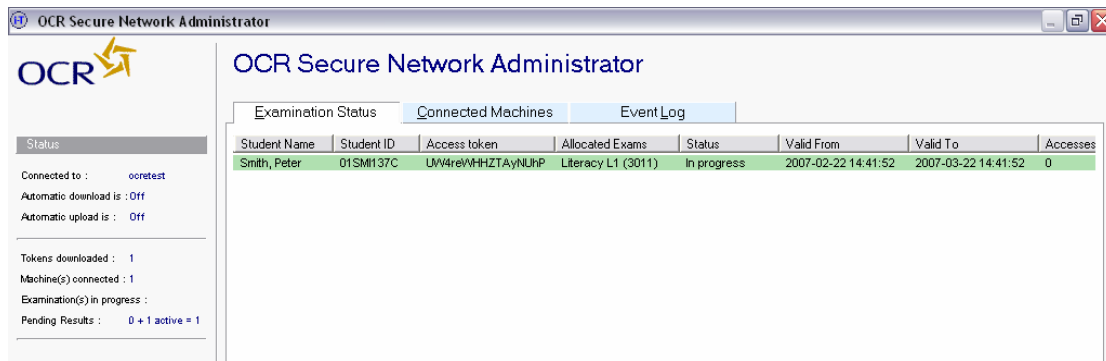 OCR Secure Network Administrator
OCR
OCR Secure Network Administrator
Examination Status Connected Machines Event Log
Status
Connected to : ocretest
Automatic download is : Off
Automatic upload is : Off
Tokens downloaded : 1
Machine(s) connected : 1
Examination(s) in progress :
Pending Results : 0 + 1 active = 1
Student Name Student ID Access token Allocated Exams Status Valid From Valid To Accesses
Smith, Peter 01SMI137C UW4reWHHZTAyNUhP Literacy L1 (3011) In progress 2007-02-22 14:41:52 2007-03-22 14:41:52 0